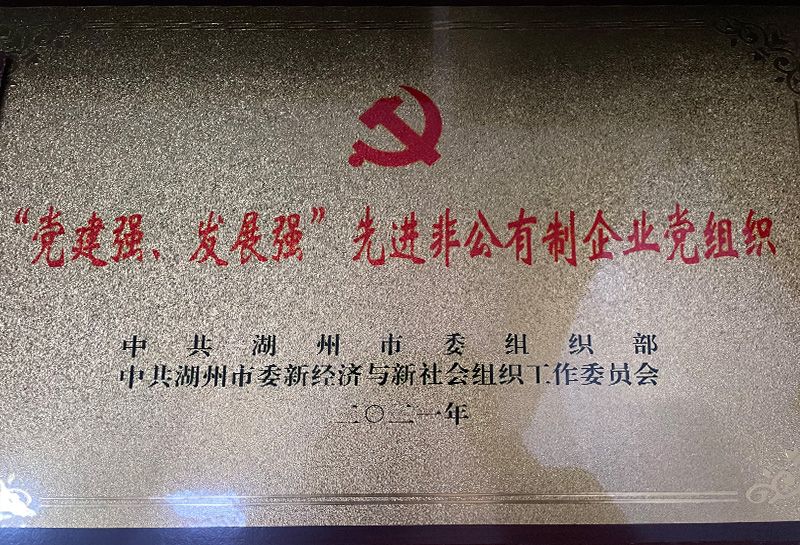 “党建强、发展强”先进非公有制企业党组织
中共湖州市委组织部
中共湖州市委新经济与新社会组织工作委员会
二〇二一年